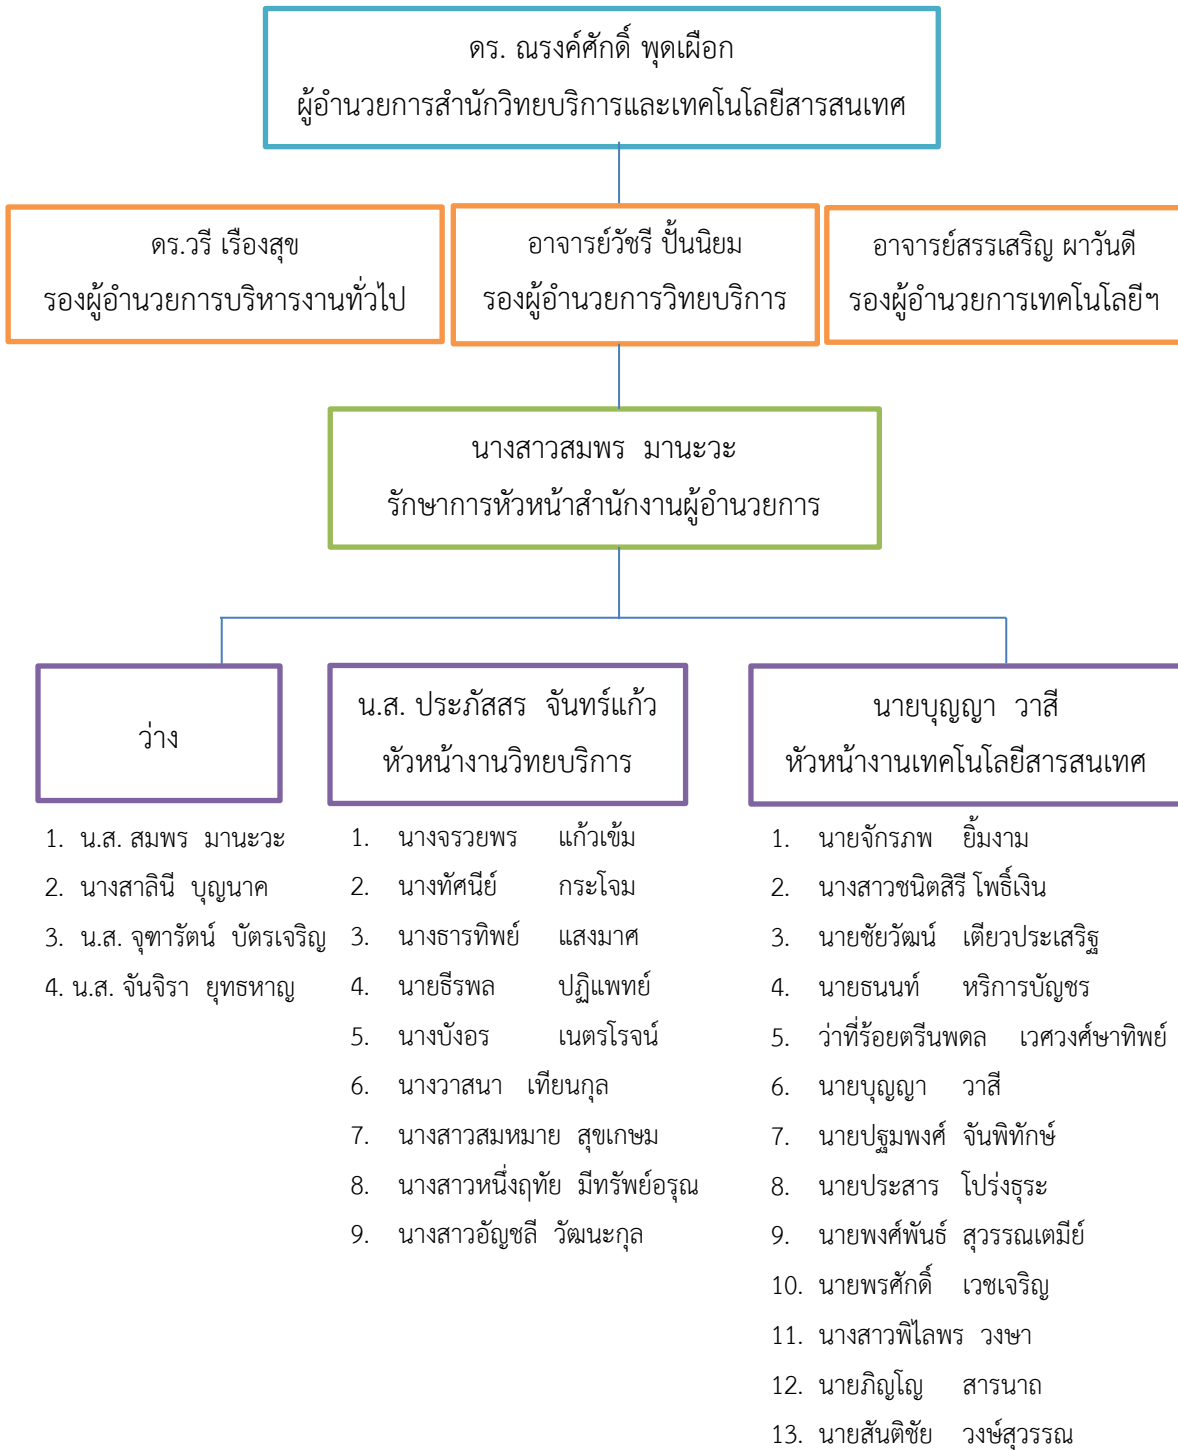 ดร. ณรงค์ศักดิ์ พุดเผือก
ผู้อำนวยการสำนักวิทยบริการและเทคโนโลยีสารสนเทศ
ดร.วรี เรืองสุข
รองผู้อำนวยการบริหารงานทั่วไป
อาจารย์วัชรี ปั้นนิยม
รองผู้อำนวยการวิทยบริการ
อาจารย์สรรเสริญ ผาวันดี
รองผู้อำนวยการเทคโนโลยีฯ
นางสาวสมพร มานะวะ
รักษาการหัวหน้าสำนักงานผู้อำนวยการ
ว่าง
1. น.ส. สมพร มานะวะ
2. นางสาลินี บุญนาค
3. น.ส. จุฑารัตน์ บัตรเจริญ
4. น.ส. จันจิรา ยุทธหาญ
น.ส. ประภัสสร จันทร์แก้ว
หัวหน้างานวิทยบริการ
1. นางจรวยพร แก้วเข้ม
2. นางทัศนีย์ กระโจม
3. นางธารทิพย์ แสงมาศ
4. นายธีรพล ปฏิแพทย์
5. นางบังอร เนตรโรจน์
6. นางวาสนา เทียนกุล
7. นางสาวสมหมาย สุขเกษม
8. นางสาวหนึ่งฤทัย มีทรัพย์อรุณ
9. นางสาวอัญชลี วัฒนะกุล
นายบุญญา วาสี
หัวหน้างานเทคโนโลยีสารสนเทศ
1. นายจักรภพ ยิ้มงาม
2. นางสาวชนิตสิรี โพธิ์เงิน
3. นายชัยวัฒน์ เตียวประเสริฐ
4. นายธนนท์ หริการบัญชร
5. ว่าที่ร้อยตรีนพดล เวศวงศ์ษาทิพย์
6. นายบุญญา วาสี
7. นายปฐมพงศ์ จันพิทักษ์
8. นายประสาร โปร่งธุระ
9. นายพงศ์พันธ์ สุวรรณเตมีย์
10. นายพรศักดิ์ เวชเจริญ
11. นางสาวพิไลพร วงษา
12. นายภิญโญ สารนาถ
13. นายสันติชัย วงษ์สุวรรณ